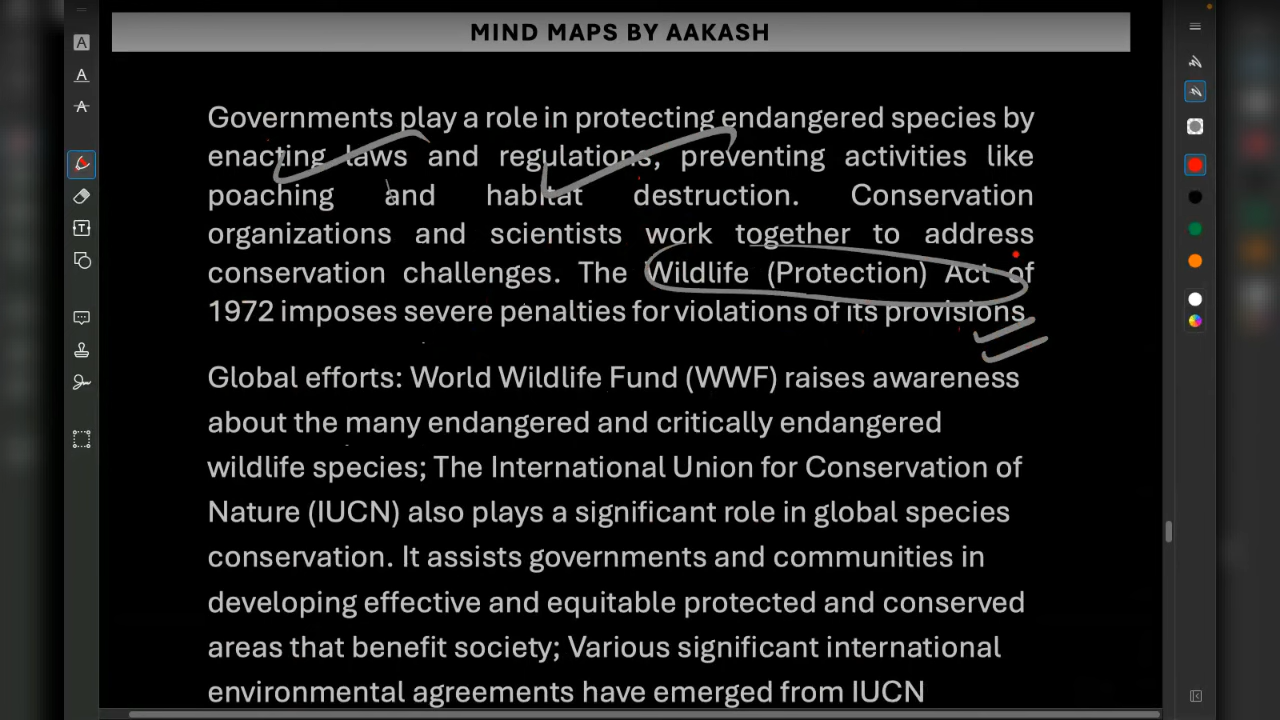 MIND MAPS BY AAKASH
Governments play a role in protecting endangered species by
enacting laws and regulations, preventing activities like
poaching and habitat destruction. Conservation
organizations and scientists work together to address
conservation challenges. The Wildlife (Protection) Act of
1972 imposes severe penalties for violations of its provisions.
Global efforts: World Wildlife Fund (WWF) raises awareness
about the many endangered and critically endangered
wildlife species; The International Union for Conservation of
Nature (IUCN) also plays a significant role in global species
conservation. It assists governments and communities in
developing effective and equitable protected and conserved
areas that benefit society; Various significant international
environmental agreements have emerged from IUCN